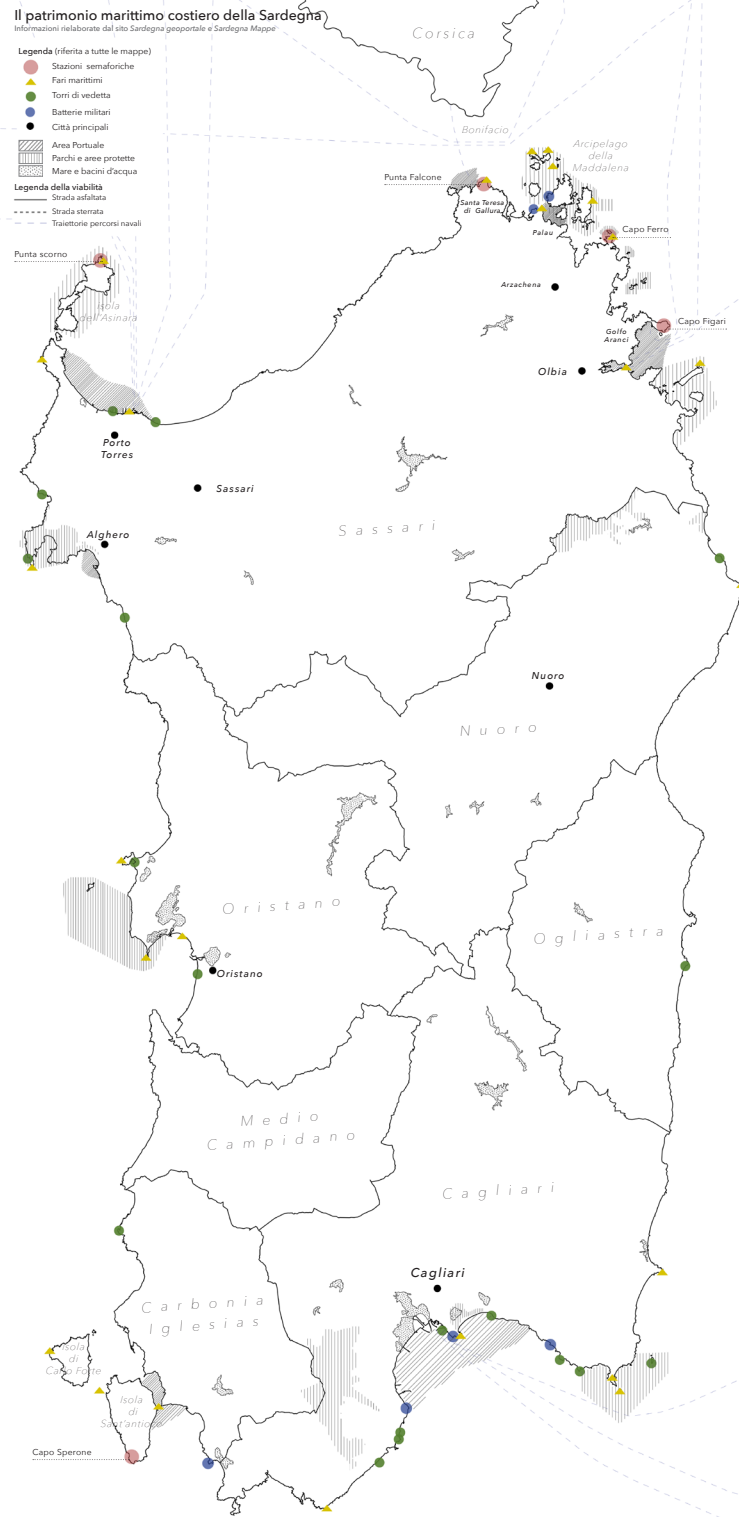 Il patrimonio marittimo costiero della Sardegna
Informazioni rielaborate dal sito Sardegna geoportale e Sardegna Mappe
Legenda (riferita a tutte le mappe)
Stazioni semaforiche
Fari marittimi
Torri di vedetta
Batterie militari
Città principali
Area Portuale
Parchi e aree protette
Mare e bacini d'acqua
Legenda della viabilità
Strada asfaltata
Strada sterrata
Traiettorie percorsi navali
Corsica
Bonifacio
Arcipelago
della
Maddalena
Punta Falcone
Santa Teresa
di Gallura
Palau
Capo Ferro
Punta scorno
Isola
dell'Asinara
Arzachena
Capo Figari
Golfo
Aranci
Olbia
Porto
Torres
Sassari
Sassari
Alghero
Nuoro
Nuoro
Oristano
Ogliastra
Oristano
Medio
Campidano
Cagliari
Cagliari
Carbonia
Iglesias
Isola
di
Capo Forte
Isola
di
Sant'antioco
Capo Sperone